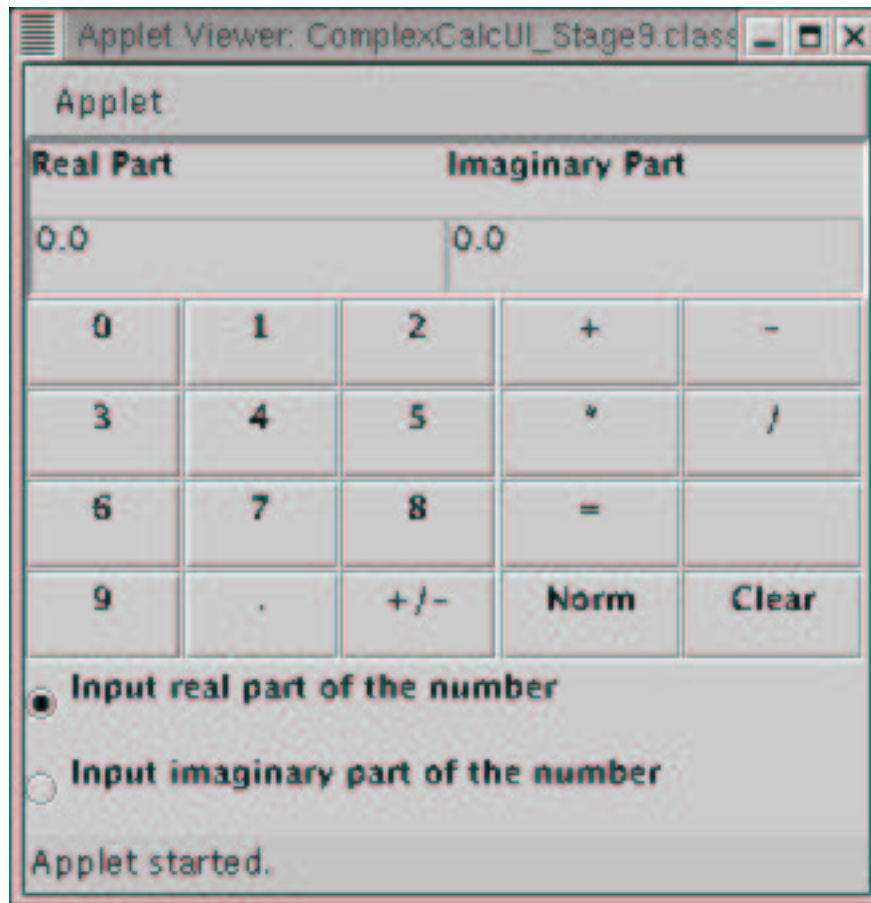 Applet Viewer: ComplexCalcUI_Stage9.class
Applet
Real Part Imaginary Part
0.0 0.0
0 1 2 + -
3 4 5 * /
6 7 8 =
9 . +/- Norm Clear
Input real part of the number
Input imaginary part of the number
Applet started.